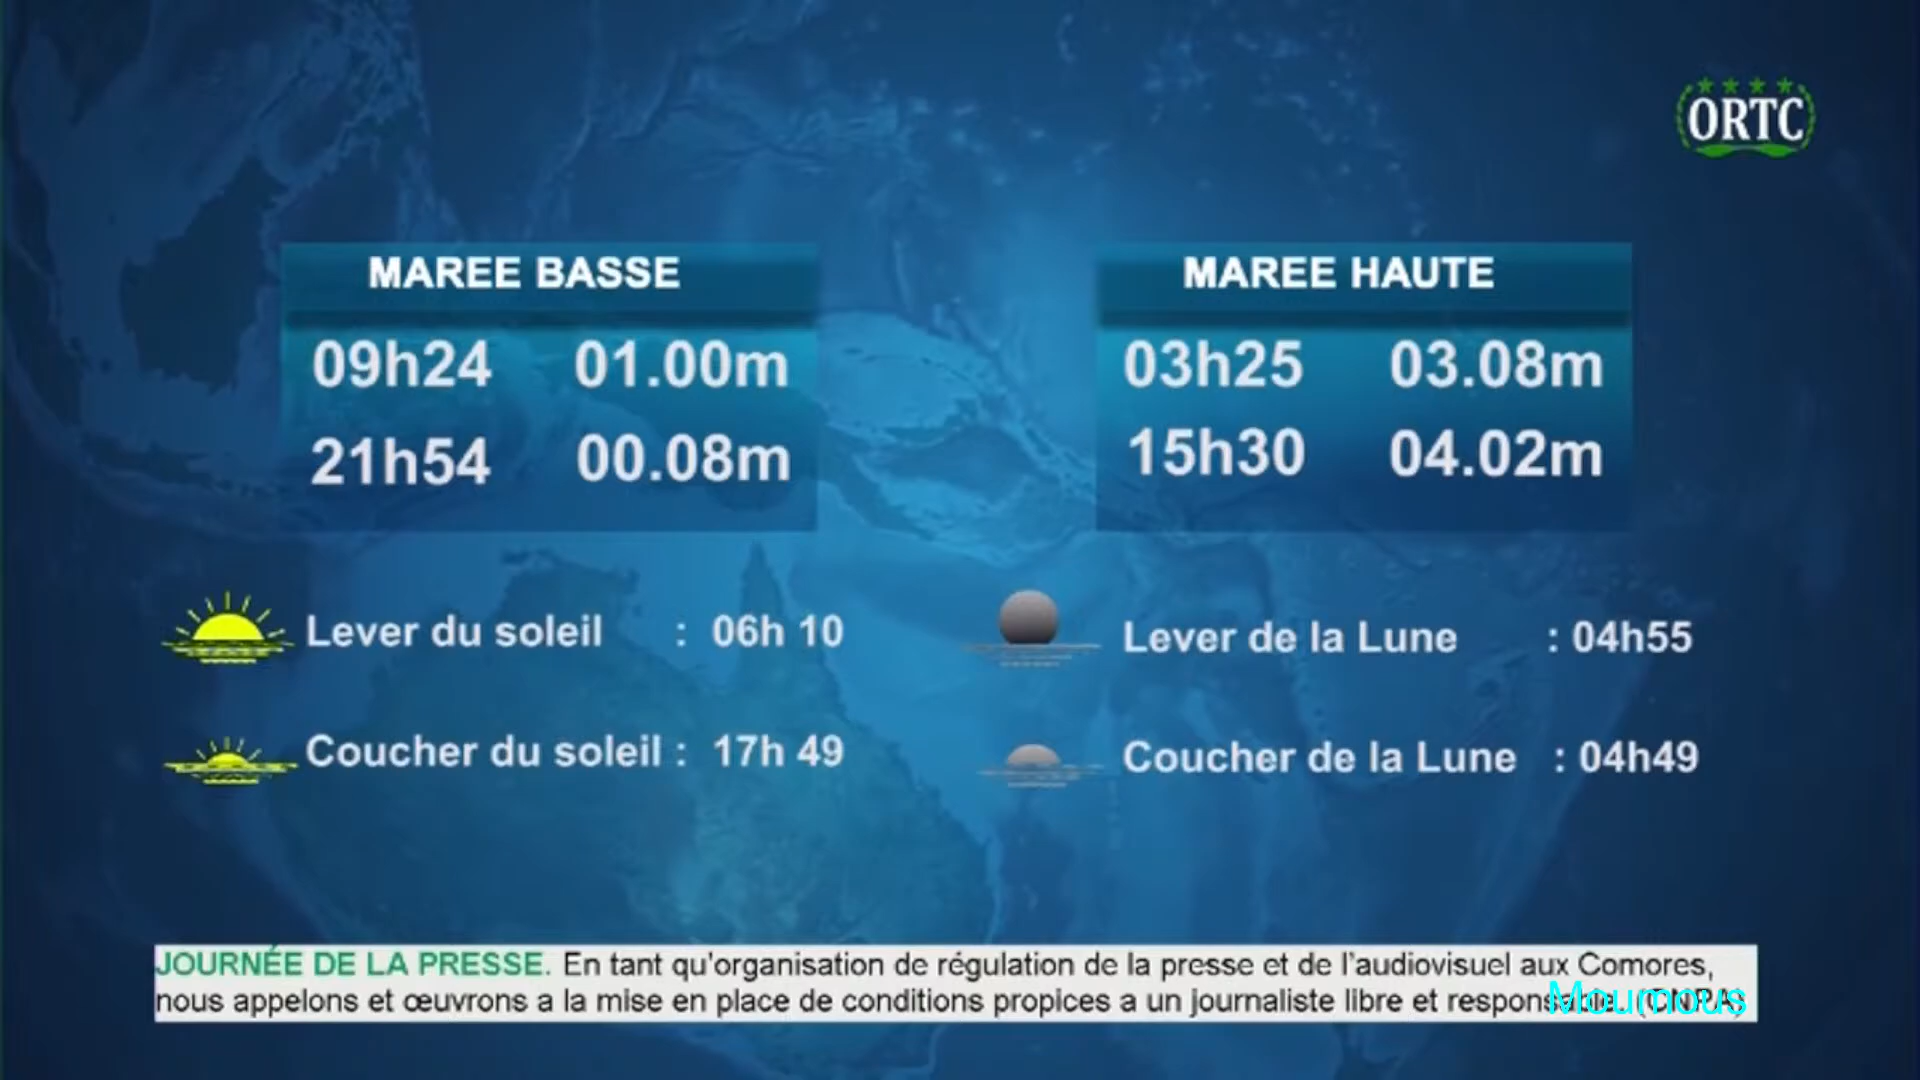 ORTC
MAREE BASSE
09h24 01.00m
21h54 00.08m
MAREE HAUTE
03h25 03.08m
15h30 04.02m
Lever du soleil : 06h 10
Coucher du soleil : 17h 49
Lever de la Lune : 04h55
Coucher de la Lune : 04h49
JOURNÉE DE LA PRESSE. En tant qu'organisation de régulation de la presse et de l'audiovisuel aux Comores,
nous appelons et œuvrons a la mise en place de conditions propices a un journaliste libre et responsable. (CNPA)
Moumous